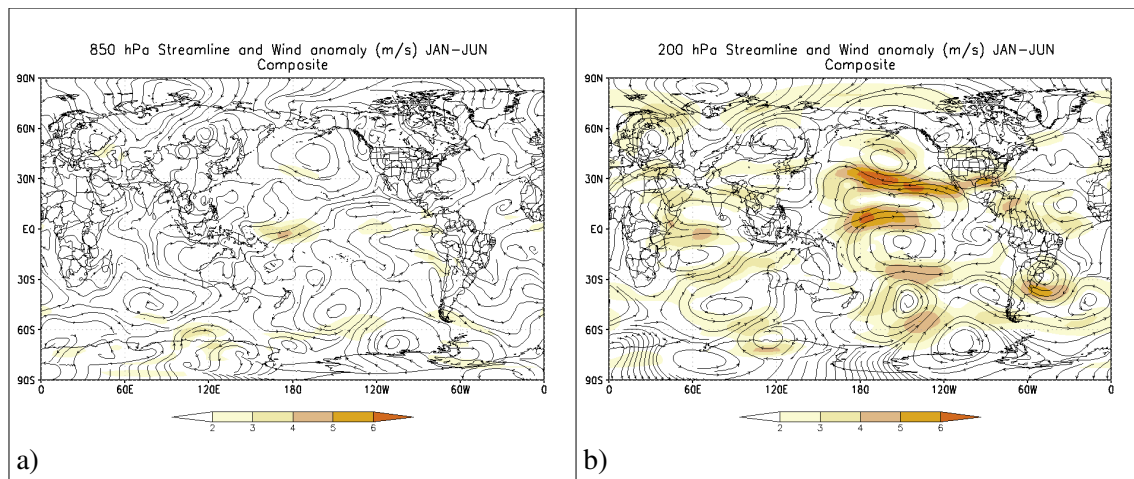 850 hPa Streamline and Wind anomaly (m/s) JAN-JUN
Composite
90N
60N
30N
EQ
30S
60S
90S
0 60E 120E 180 120W 60W 0
2 3 4 5 6
a)
200 hPa Streamline and Wind anomaly (m/s) JAN-JUN
Composite
90N
60N
30N
EQ
30S
60S
90S
0 60E 120E 180 120W 60W 0
2 3 4 5 6
b)